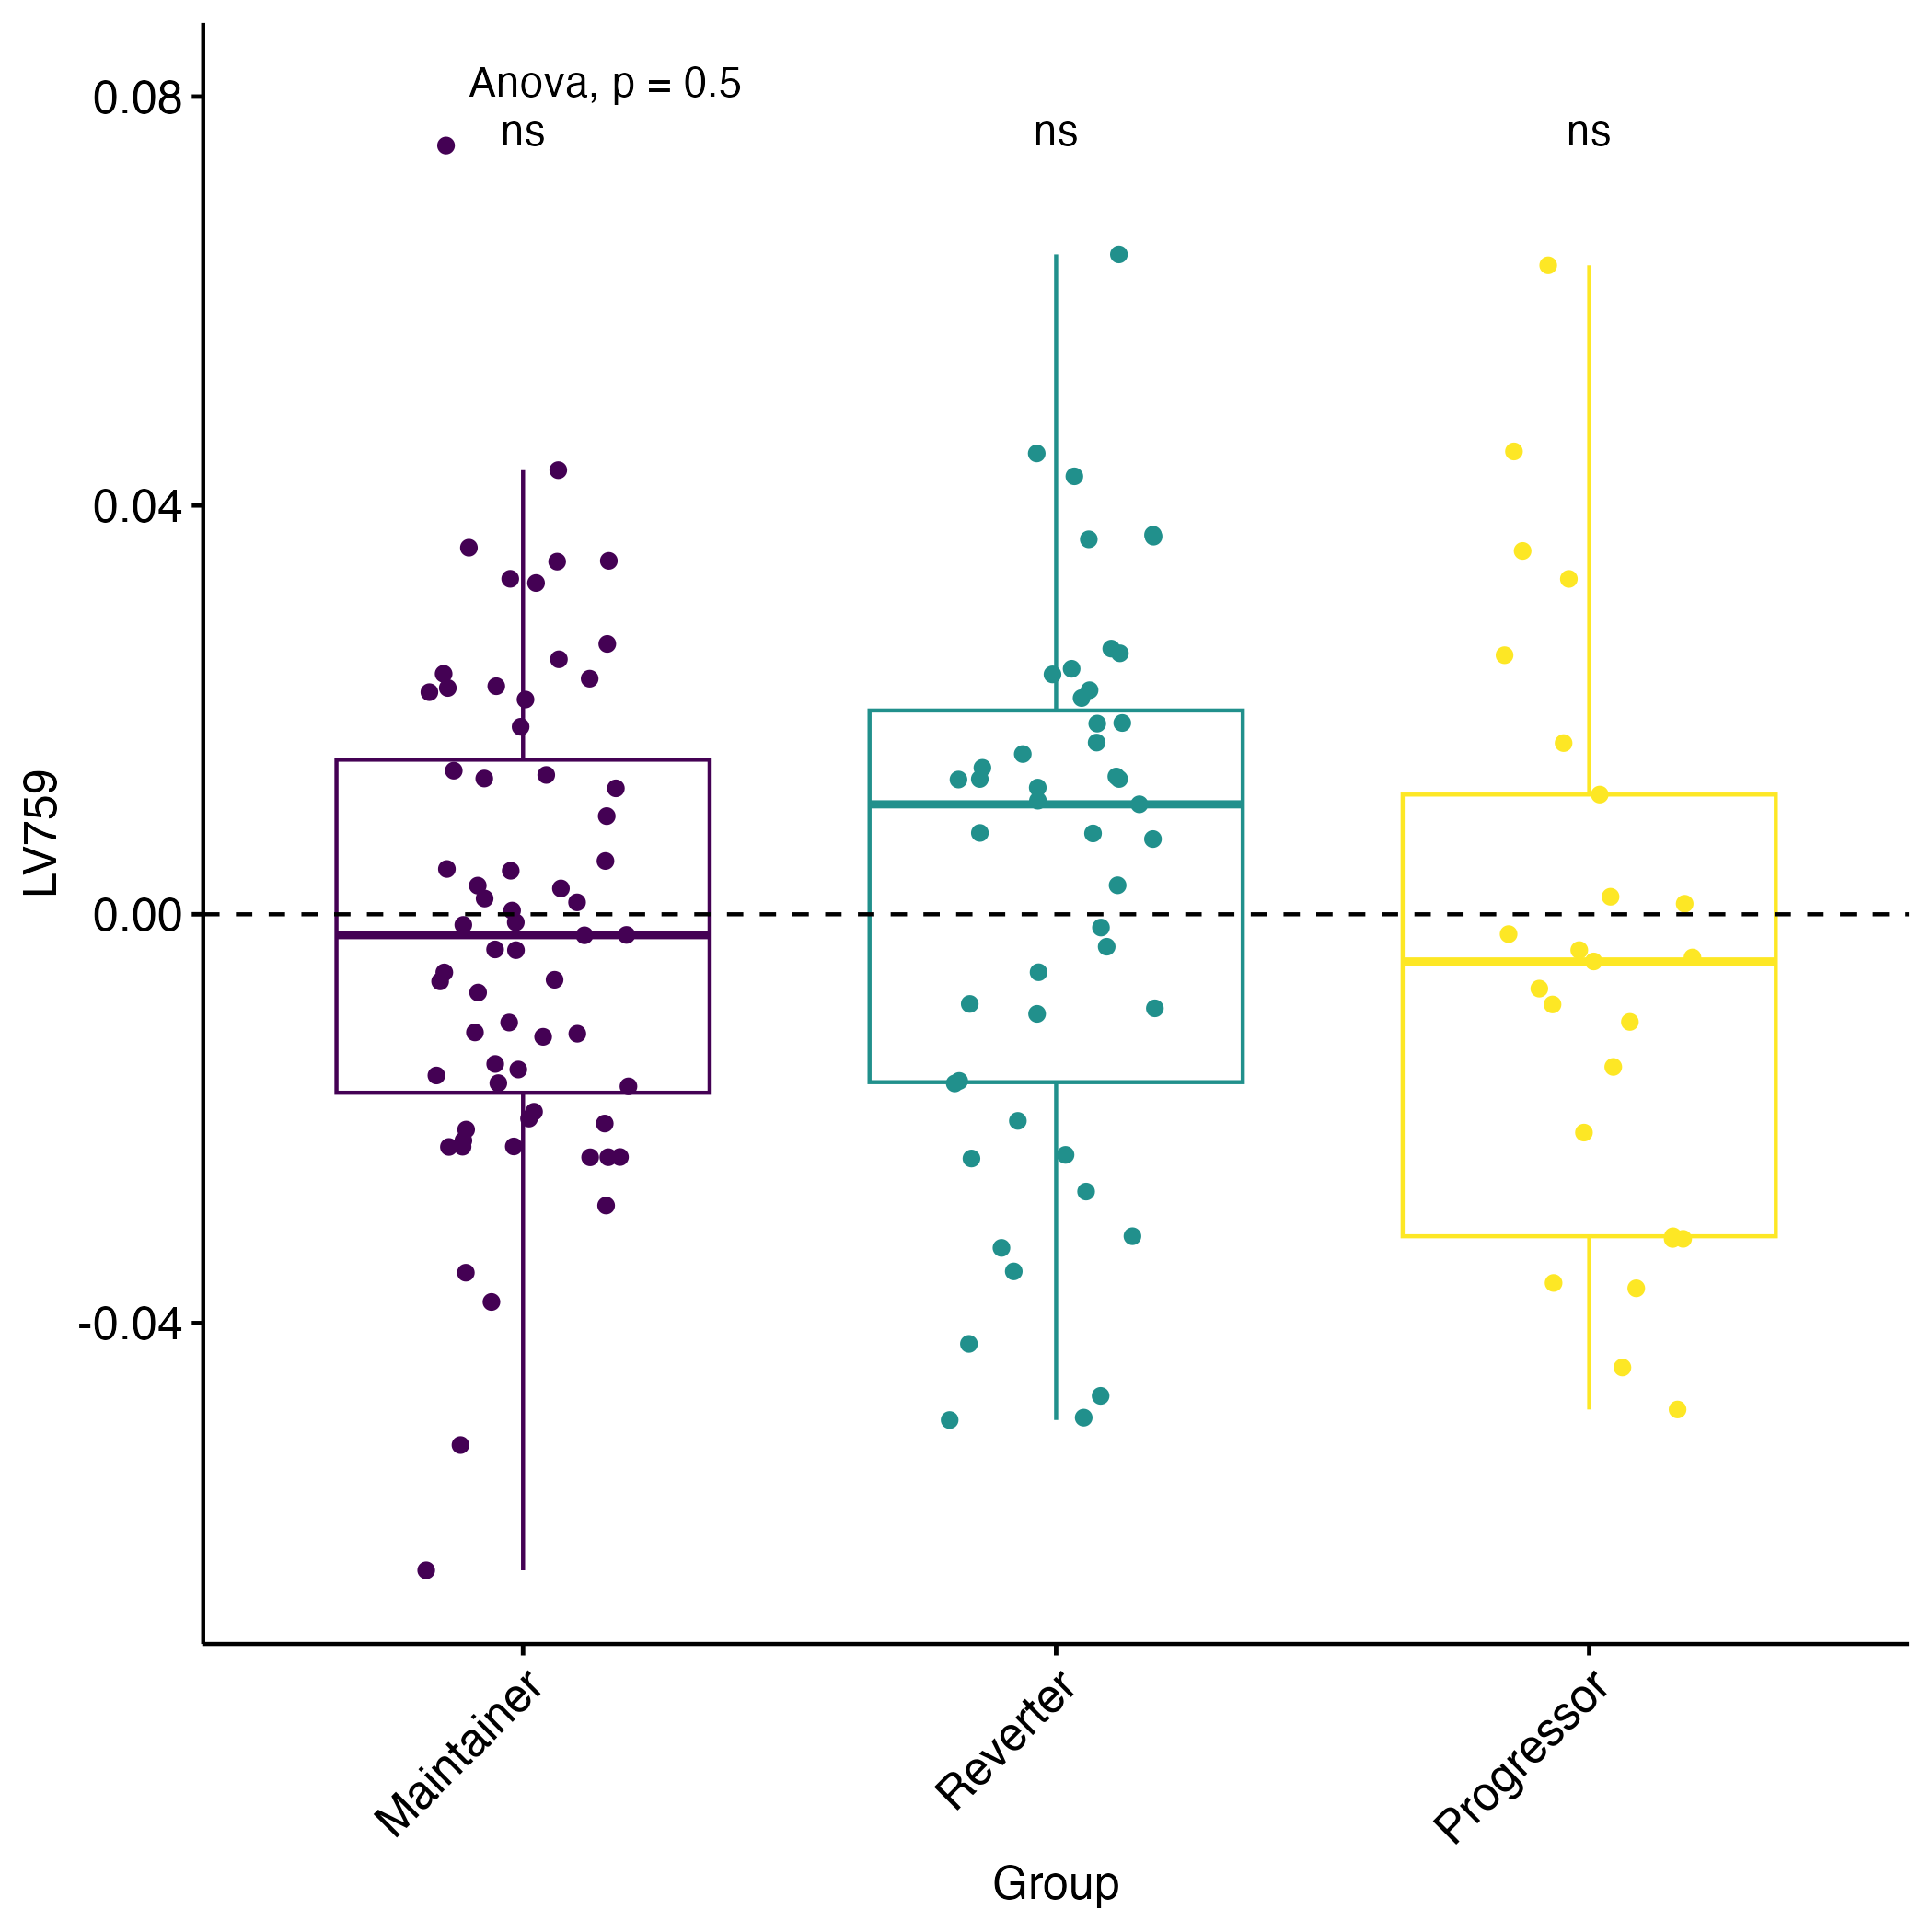 Anova, p = 0.5
ns
ns
ns
0.08
0.04
0.00
-0.04
LV759
Maintainer
Reverter
Progressor
Group